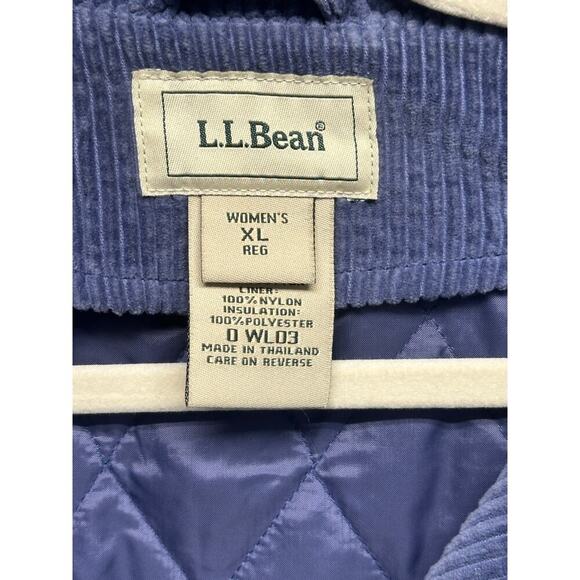 L.L.Bean®
WOMEN'S
XL
REG
LINER:
100% NYLON
INSULATION:
100% POLYESTER
0 WL03
MADE IN THAILAND
CARE ON REVERSE